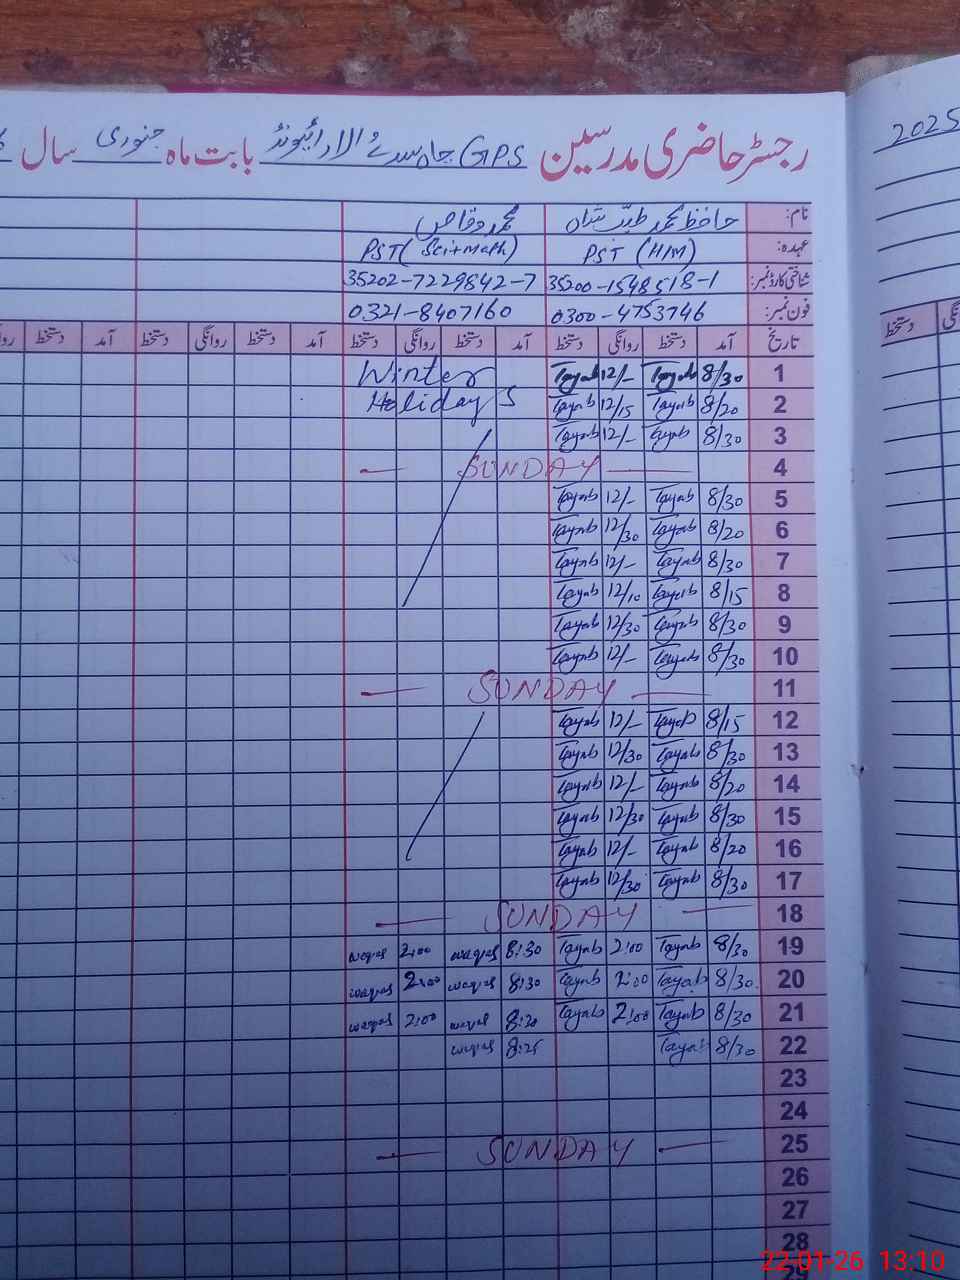 2025
رجسٹر حاضری مدرسین GPS جاہ سدے والا رائیونڈ بابت ماہ جنوری سال
نام: حافظ محمد طیب شاہ محمد وقاص
عہدہ: PST (H/M) PST (Sci+Math)
شناختی کارڈ نمبر: 35200-1548518-1 35202-7229842-7
فون نمبر: 0300-4753746 0321-8407160
تاریخ آمد دستخط روانگی دستخط آمد دستخط روانگی دستخط آمد دستخط روانگی دستخط آمد دستخط
دستخط
1 8/30 Tayab 12/- Tayab Winter
2 8/20 Tayab 12/15 Tayab Holidays
3 8/30 Tayab 12/- Tayab
4 — SUNDAY —
5 8/30 Tayab 12/- Tayab
6 8/20 Tayab 12/30 Tayab
7 8/30 Tayab 12/- Tayab
8 8/15 Tayab 12/10 Tayab
9 8/30 Tayab 12/30 Tayab
10 8/30 Tayab 12/- Tayab
11 — SUNDAY —
12 8/15 Tayab 12/- Tayab
13 8/30 Tayab 12/30 Tayab
14 8/20 Tayab 12/- Tayab
15 8/30 Tayab 12/30 Tayab
16 8/20 Tayab 12/- Tayab
17 8/30 Tayab 12/30 Tayab
18 — SUNDAY —
19 8/30 Tayab 2:00 Tayab 8:30 waqas 2:00 waqas
20 8/30 Tayab 2:00 Tayab 8:30 waqas 2:00 waqas
21 8/30 Tayab 2:00 Tayab 8:30 waqas 2:00 waqas
22 8/30 Tayab 8:25 waqas
23
24
25 — SUNDAY —
26
27
28
29
22-01-26 13:10